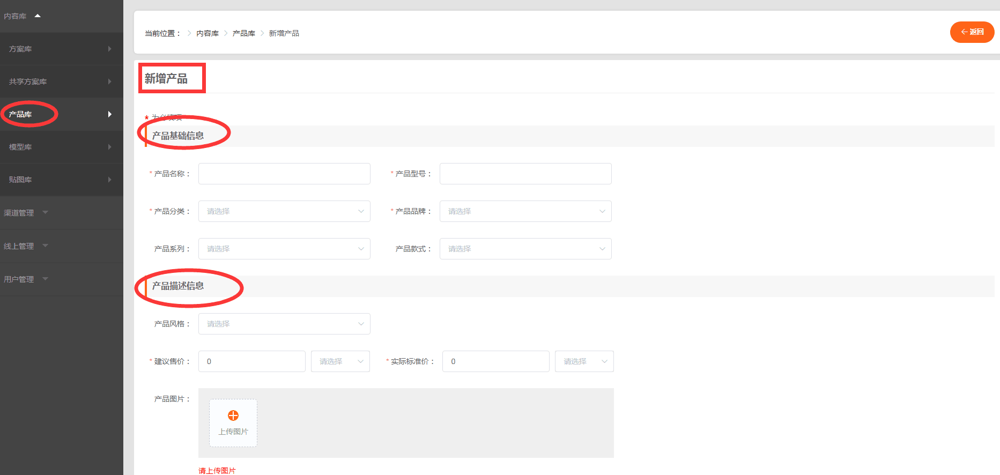 内容库
方案库
共享方案库
产品库
模型库
贴图库
渠道管理
线上管理
用户管理
当前位置： 内容库 产品库 新增产品
返回
新增产品
* 为必填项
产品基础信息
* 产品名称：
* 产品型号：
* 产品分类： 请选择
* 产品品牌： 请选择
产品系列： 请选择
产品款式： 请选择
产品描述信息
产品风格： 请选择
* 建议售价： 0 请选择
* 实际标准价： 0 请选择
产品图片：
上传图片
请上传图片